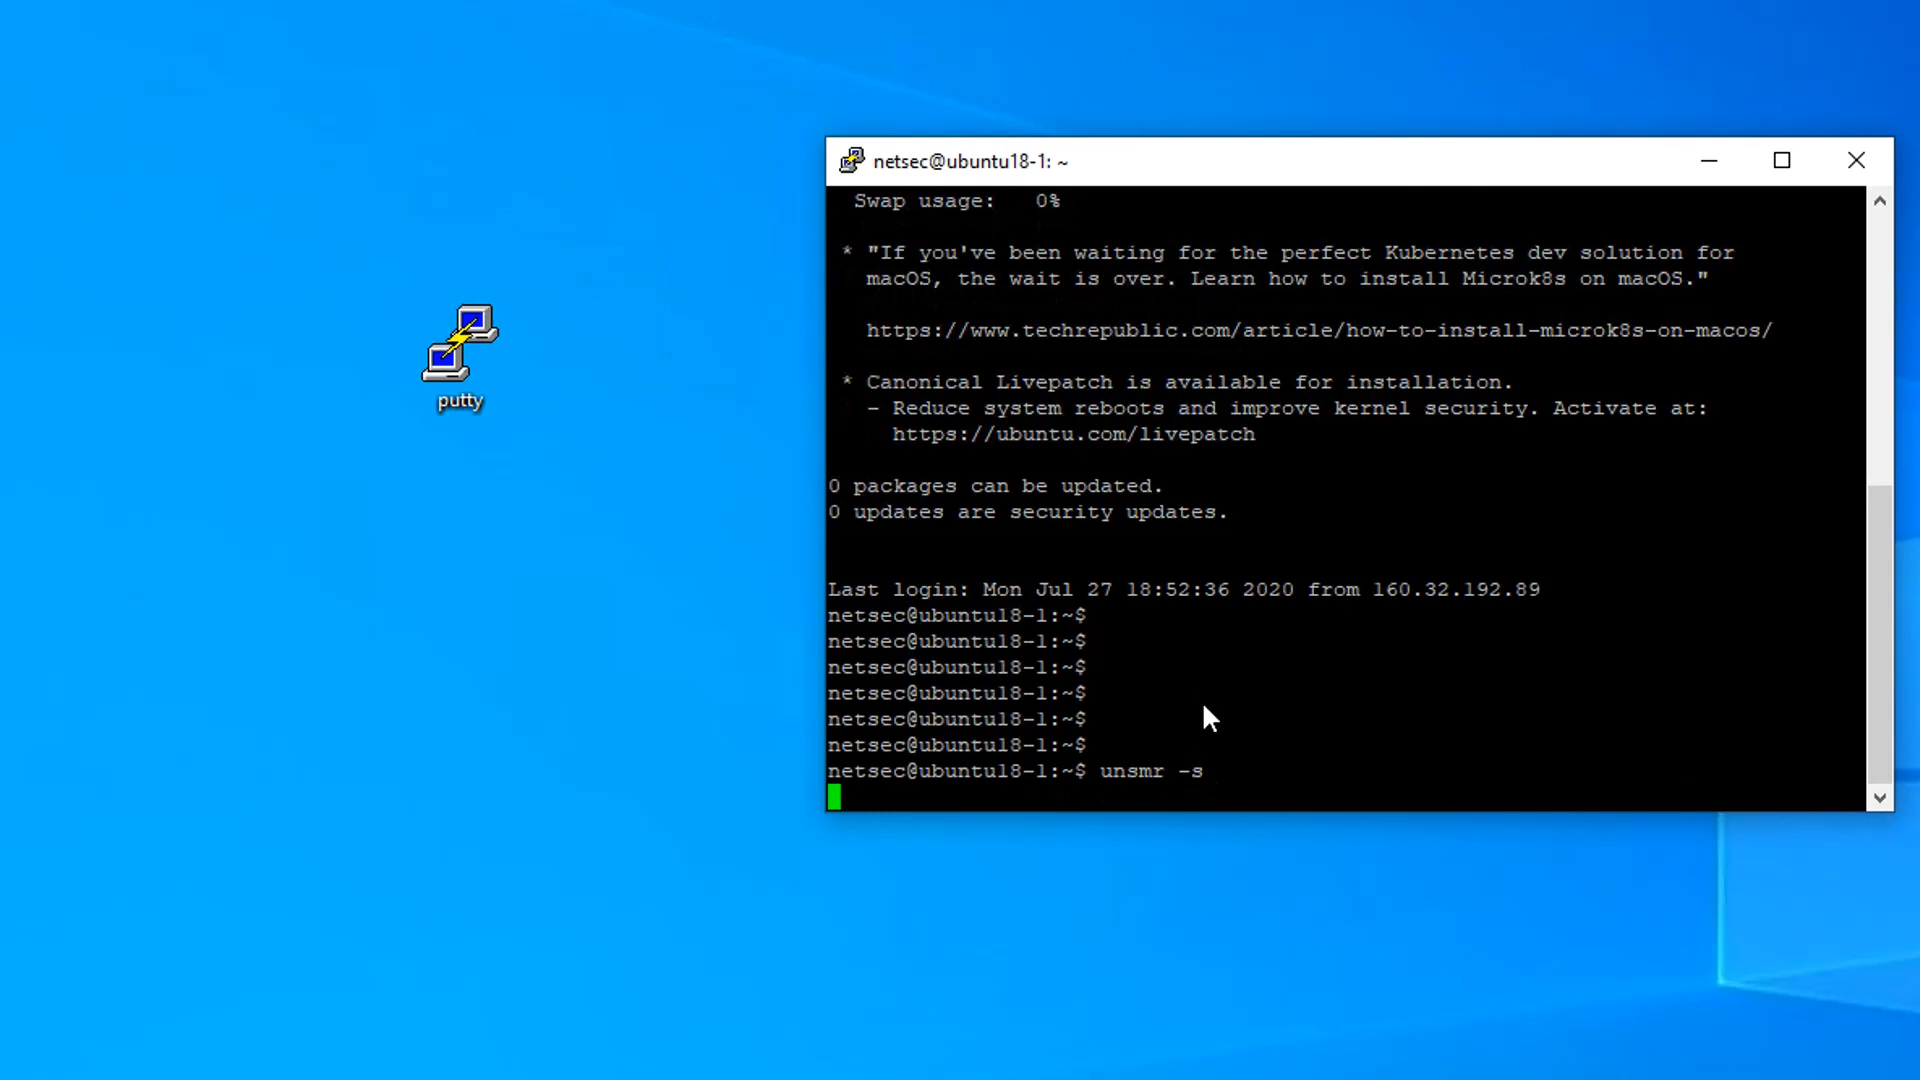 putty
netsec@ubuntu18-1: ~
Swap usage:   0%
* "If you've been waiting for the perfect Kubernetes dev solution for
macOS, the wait is over. Learn how to install Microk8s on macOS."
https://www.techrepublic.com/article/how-to-install-microk8s-on-macos/
* Canonical Livepatch is available for installation.
- Reduce system reboots and improve kernel security. Activate at:
https://ubuntu.com/livepatch
0 packages can be updated.
0 updates are security updates.
Last login: Mon Jul 27 18:52:36 2020 from 160.32.192.89
netsec@ubuntu18-1:~$
netsec@ubuntu18-1:~$
netsec@ubuntu18-1:~$
netsec@ubuntu18-1:~$
netsec@ubuntu18-1:~$
netsec@ubuntu18-1:~$
netsec@ubuntu18-1:~$ unsmr -s